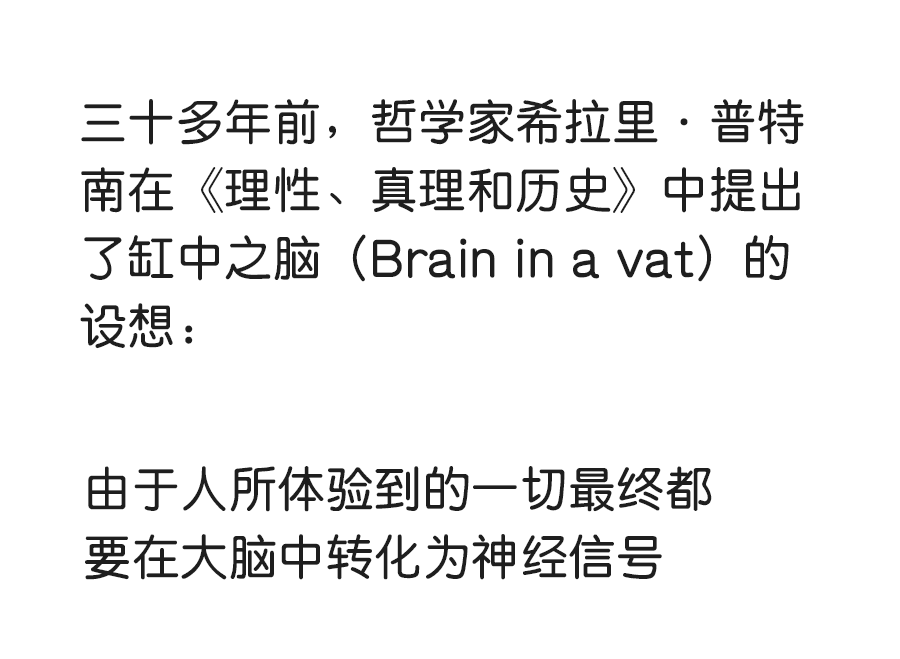 三十多年前，哲学家希拉里·普特
南在《理性、真理和历史》中提出
了缸中之脑（Brain in a vat）的
设想：
由于人所体验到的一切最终都
要在大脑中转化为神经信号